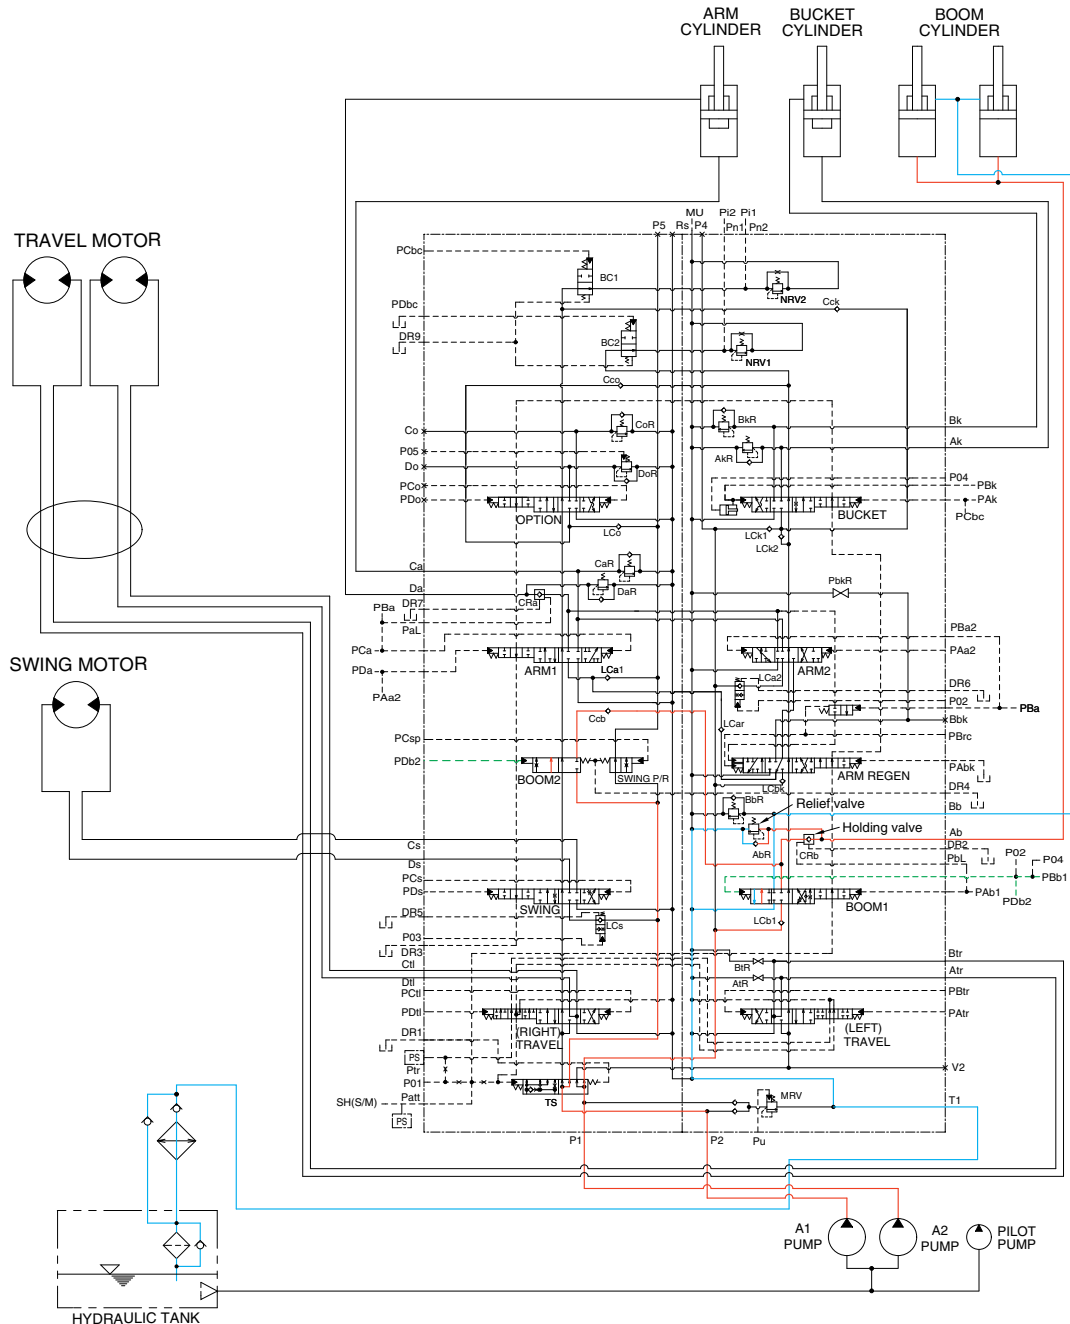 ARM
CYLINDER
BUCKET
CYLINDER
BOOM
CYLINDER
TRAVEL MOTOR
SWING MOTOR
MU
Pi2 Pi1
P5 Rs P4
Pn1 Pn2
PCbc
BC1
NRV2
Cck
PDbc
DR9
BC2
NRV1
Cco
Co
CoR
BkR
Bk
P05
Ak
Do
DoR
AkR
P04
PCo
PBk
PDo
PAk
OPTION
BUCKET
PCbc
LCo
LCk1
LCk2
Ca
CaR
Da
DaR
PbkR
PBa
DR7
CRa
PaL
PBa2
PCa
PAa2
PDa
ARM1
LCa1
LCa2
ARM2
PAa2
DR6
P02
PBa
Ccb
LCar
Bbk
PCsp
PBrc
PDb2
PAbk
BOOM2
SWING P/R
LCbk
ARM REGEN
DR4
BbR
Relief valve
Bb
Holding valve
Ab
Cs
AbR
CRb
DR2
P02
Ds
PbL
P04
PCs
PBb1
PDs
PAb1
PDb2
SWING
BOOM1
DR5
LCs
LCb1
P03
DR3
Btr
Ctl
BtR
Atr
Dtl
AtR
PCtl
PBtr
PDtl
PAtr
DR1
(RIGHT)
TRAVEL
(LEFT)
TRAVEL
PS
Ptr
V2
P01
Patt
TS
MRV
T1
SH(S/M)
PS
P1
P2
Pu
A1
PUMP
A2
PUMP
PILOT
PUMP
HYDRAULIC TANK